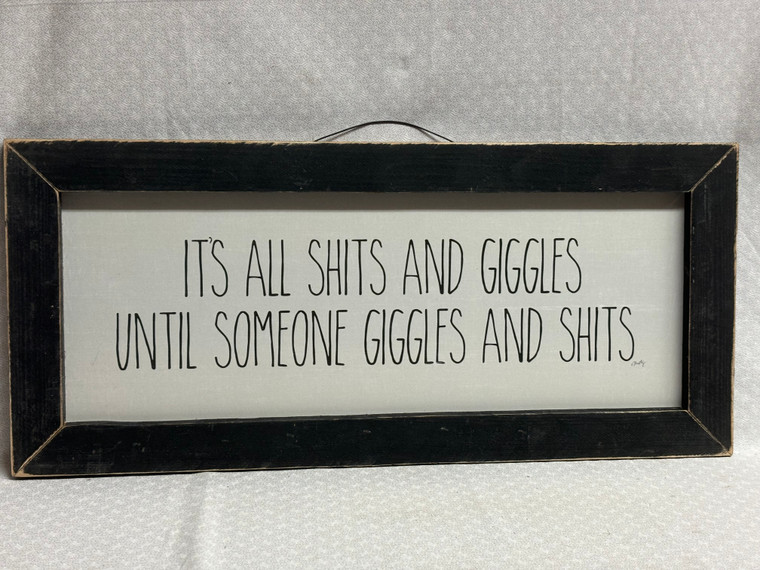 IT'S ALL SHITS AND GIGGLES
UNTIL SOMEONE GIGGLES AND SHITS